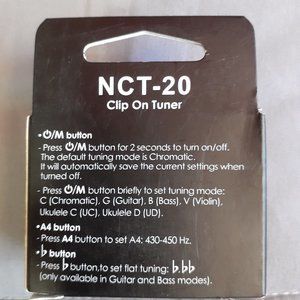 NCT-20
Clip On Tuner
• ⏻/M button
- Press ⏻/M button for 2 seconds to turn on/off.
The default tuning mode is Chromatic.
It will automatically save the current settings when
turned off.
- Press ⏻/M button briefly to set tuning mode:
C (Chromatic), G (Guitar), B (Bass), V (Violin),
Ukulele C (UC), Ukulele D (UD).
• A4 button
- Press A4 button to set A4: 430-450 Hz.
• ♭ button
- Press ♭ button,to set flat tuning: ♭,♭♭
(only available in Guitar and Bass modes).